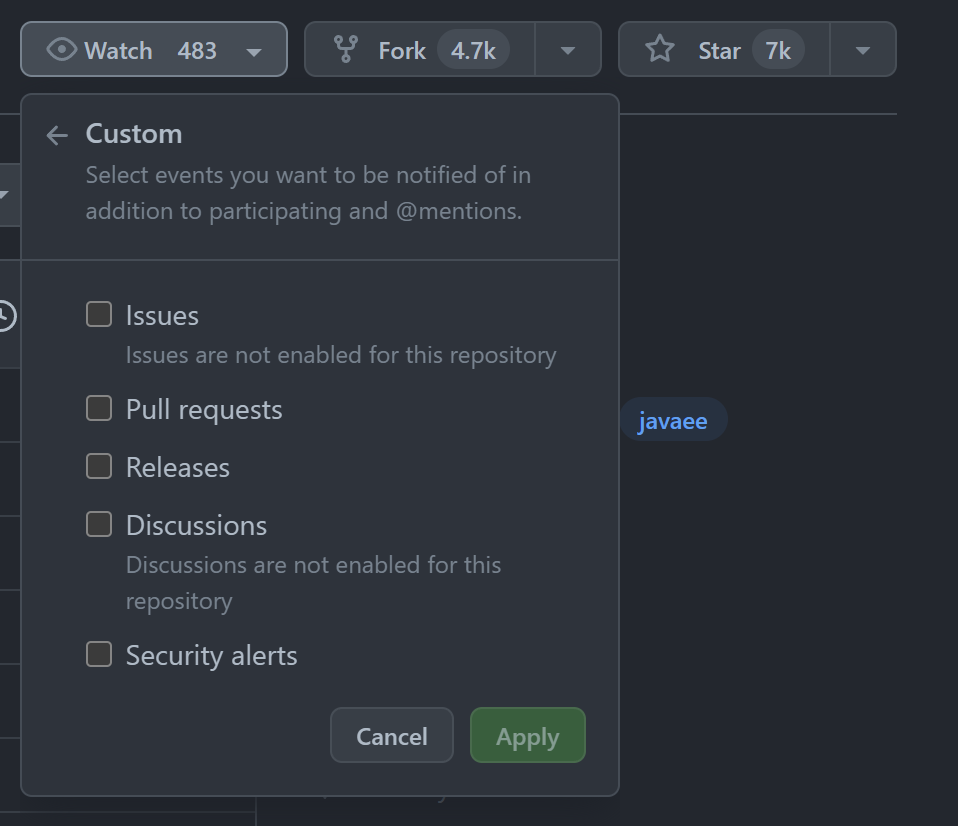 Watch 483 Fork 4.7k Star 7k
Custom
Select events you want to be notified of in
addition to participating and @mentions.
Issues
Issues are not enabled for this repository
Pull requests
javaee
Releases
Discussions
Discussions are not enabled for this
repository
Security alerts
Cancel Apply